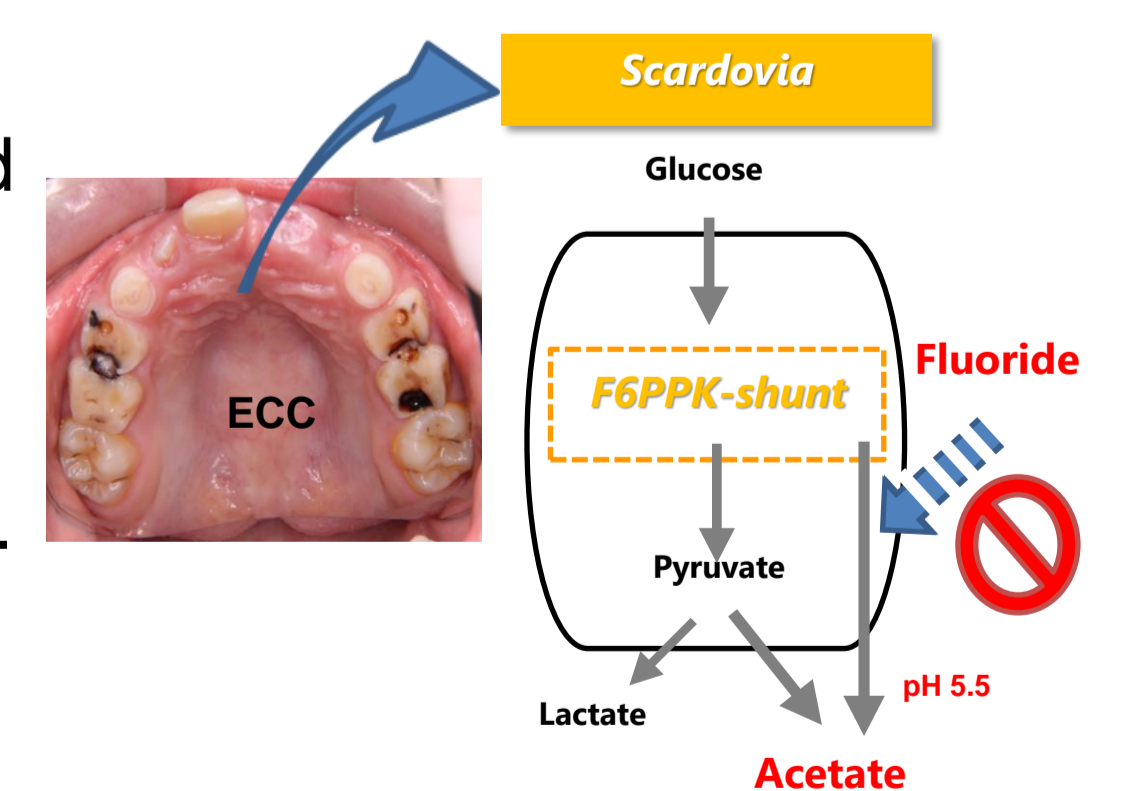 d
Scardovia
Glucose
Fluoride
F6PPK-shunt
ECC
Pyruvate
pH 5.5
Lactate
Acetate